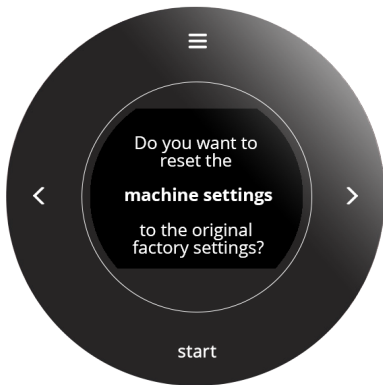 Do you want to
reset the
machine settings
to the original
factory settings?
start